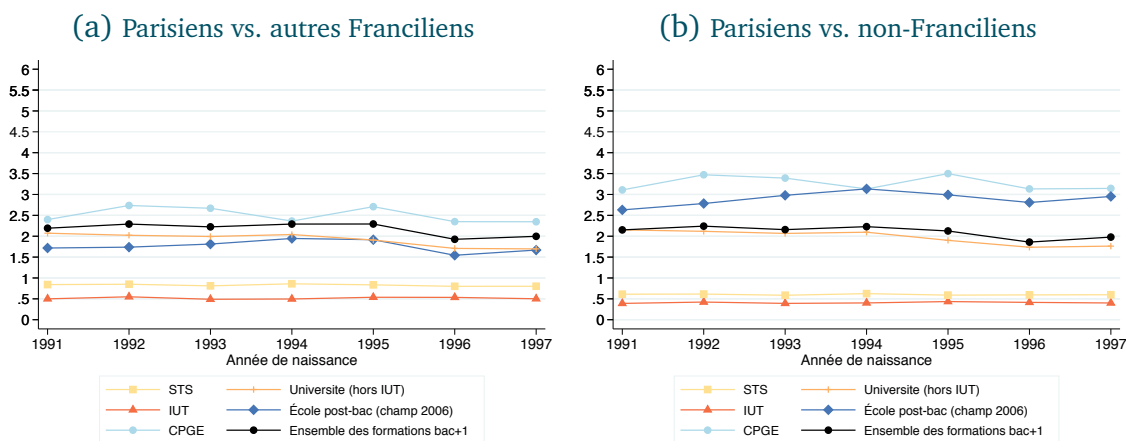 (a) Parisiens vs. autres Franciliens
6
5.5
5
4.5
4
3.5
3
2.5
2
1.5
1
.5
0
1991 1992 1993 1994 1995 1996 1997
Année de naissance
STS
Universite (hors IUT)
IUT
École post-bac (champ 2006)
CPGE
Ensemble des formations bac+1
(b) Parisiens vs. non-Franciliens
6
5.5
5
4.5
4
3.5
3
2.5
2
1.5
1
.5
0
1991 1992 1993 1994 1995 1996 1997
Année de naissance
STS
Universite (hors IUT)
IUT
École post-bac (champ 2006)
CPGE
Ensemble des formations bac+1